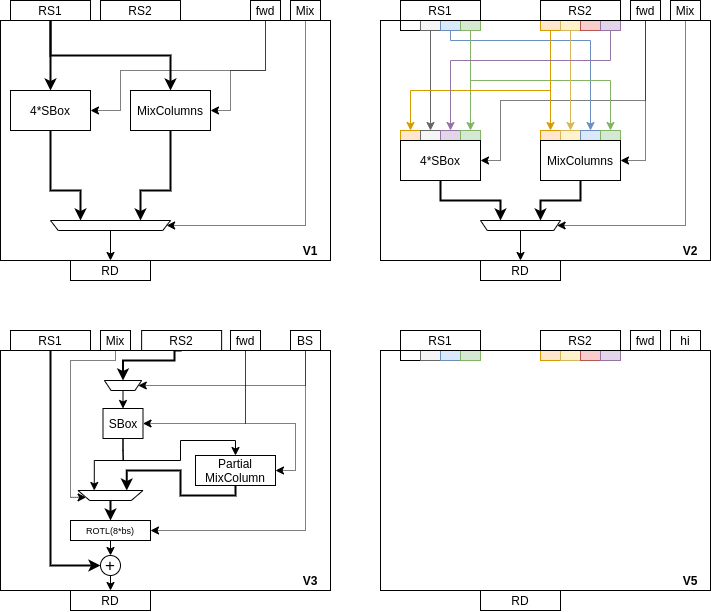 RS1 RS2 fwd Mix
4*SBox MixColumns
V1
RD
RS1 RS2 fwd Mix
4*SBox MixColumns
V2
RD
RS1 Mix RS2 fwd BS
SBox
Partial
MixColumn
ROTL(8*bs)
+
V3
RD
RS1 RS2 fwd hi
V5
RD